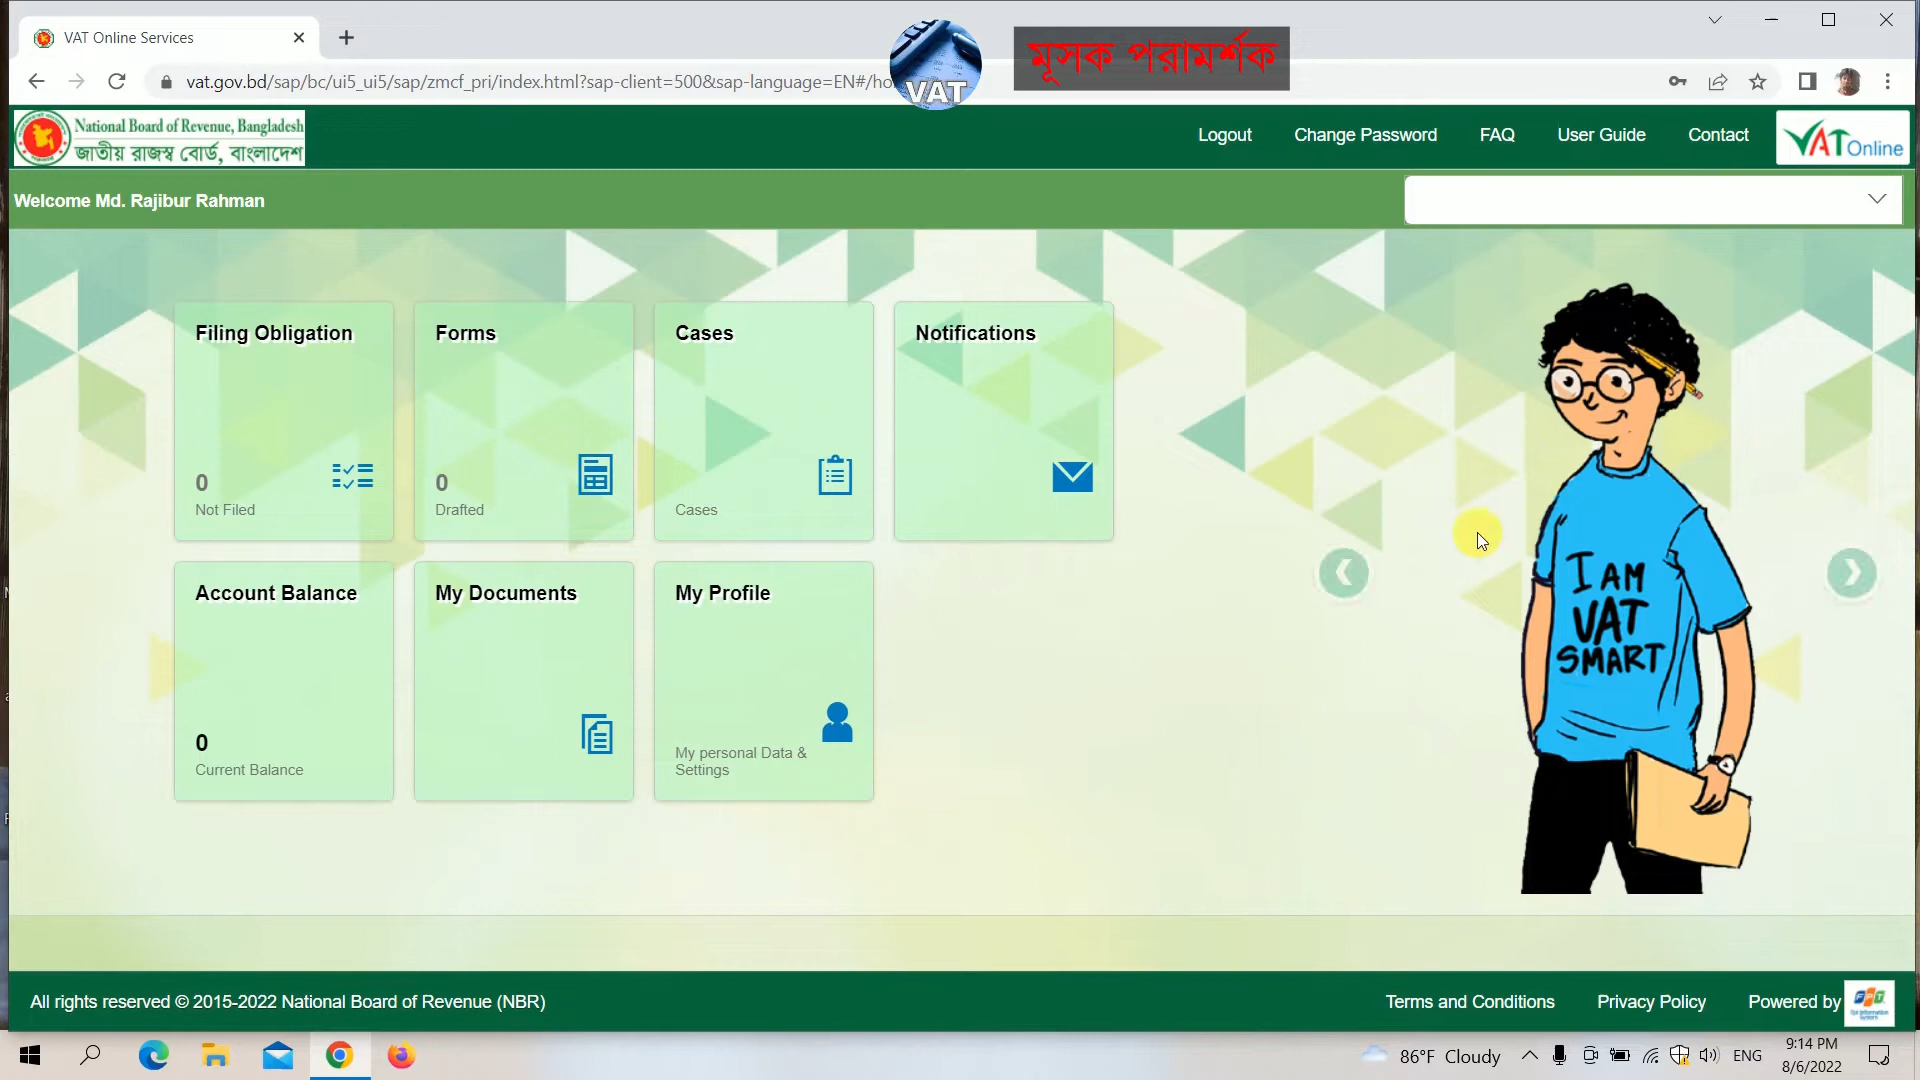 VAT Online Services
vat.gov.bd/sap/bc/ui5_ui5/sap/zmcf_pri/index.html?sap-client=500&sap-language=EN#/ho
VAT
মূসক পরামর্শক
National Board of Revenue, Bangladesh
জাতীয় রাজস্ব বোর্ড, বাংলাদেশ
Logout
Change Password
FAQ
User Guide
Contact
VAT Online
Welcome Md. Rajibur Rahman
Filing Obligation
0
Not Filed
Forms
0
Drafted
Cases
Cases
Notifications
Account Balance
0
Current Balance
My Documents
My Profile
My personal Data &
Settings
I AM
VAT
SMART
All rights reserved © 2015-2022 National Board of Revenue (NBR)
Terms and Conditions
Privacy Policy
Powered by
FPT
86°F Cloudy
ENG
9:14 PM
8/6/2022